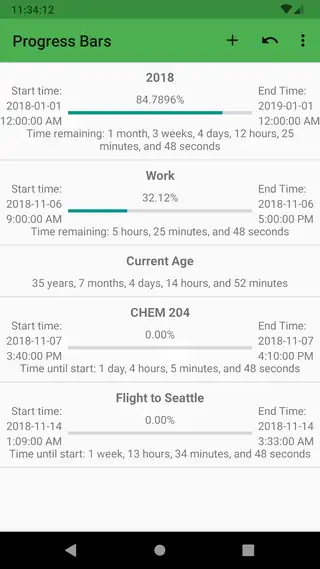 11:34:12
Progress Bars
2018
Start time:
2018-01-01
12:00:00 AM
84.7896%
End Time:
2019-01-01
12:00:00 AM
Time remaining: 1 month, 3 weeks, 4 days, 12 hours, 25
minutes, and 48 seconds
Work
Start time:
2018-11-06
9:00:00 AM
32.12%
End Time:
2018-11-06
5:00:00 PM
Time remaining: 5 hours, 25 minutes, and 48 seconds
Current Age
35 years, 7 months, 4 days, 14 hours, and 52 minutes
CHEM 204
Start time:
2018-11-07
3:40:00 PM
0.00%
End Time:
2018-11-07
4:10:00 PM
Time until start: 1 day, 4 hours, 5 minutes, and 48 seconds
Flight to Seattle
Start time:
2018-11-14
1:09:00 AM
0.00%
End Time:
2018-11-14
3:33:00 AM
Time until start: 1 week, 13 hours, 34 minutes, and 48 seconds